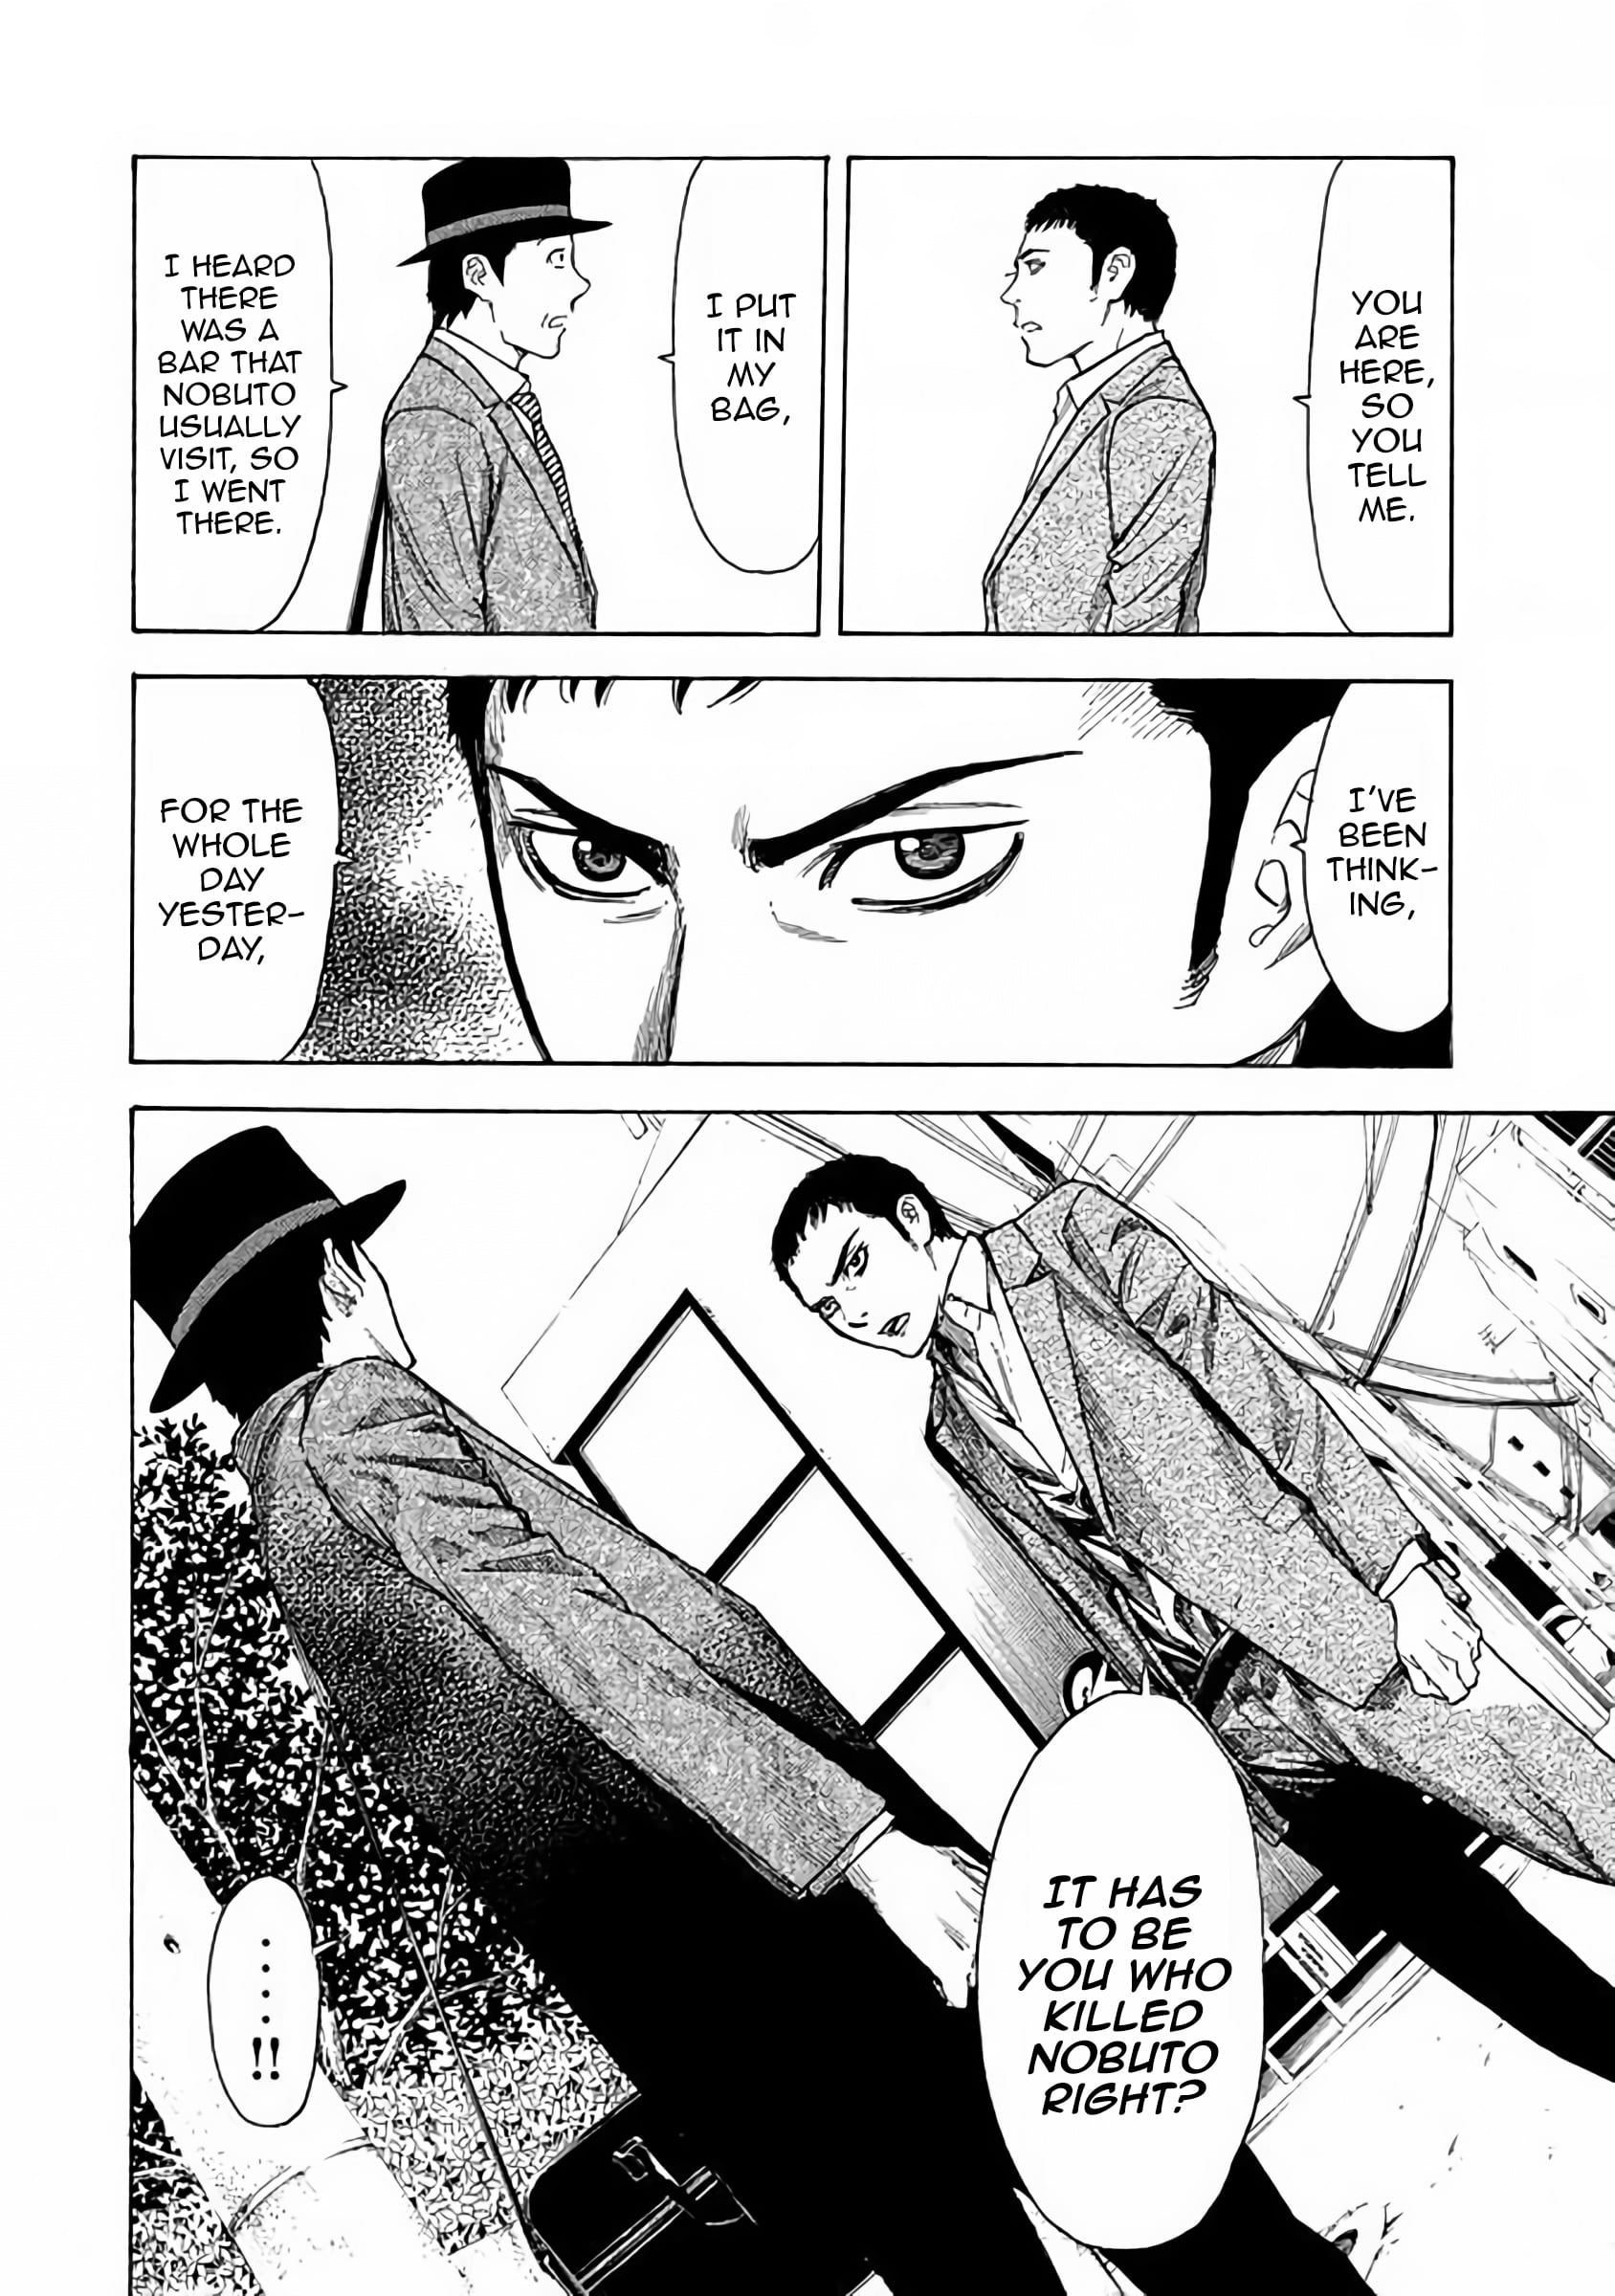 YOU
ARE
HERE,
SO
YOU
TELL
ME.
I PUT
IT IN
MY
BAG,
I HEARD
THERE
WAS A
BAR THAT
NOBUTO
USUALLY
VISIT, SO
I WENT
THERE.
I'VE
BEEN
THINK-
ING,
FOR THE
WHOLE
DAY
YESTER-
DAY,
IT HAS
TO BE
YOU WHO
KILLED
NOBUTO
RIGHT?
....!!